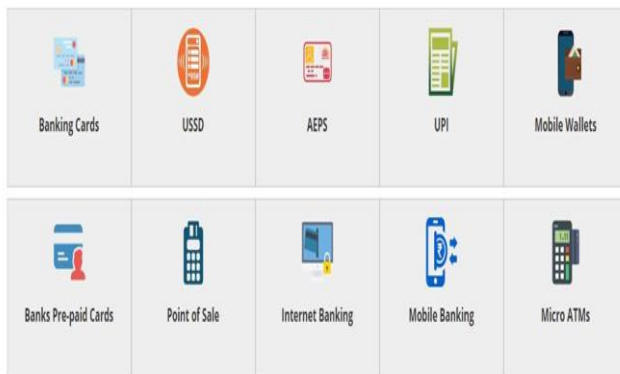 Banking Cards
USSD
AEPS
UPI
Mobile Wallets
Banks Pre-paid Cards
Point of Sale
Internet Banking
Mobile Banking
Micro ATMs